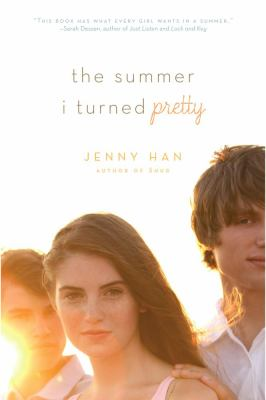 "THIS BOOK HAS WHAT EVERY GIRL WANTS IN A SUMMER."
—Sarah Dessen, author of Just Listen and Lock and Key
the summer
i turned pretty
JENNY HAN
AUTHOR OF SHUG